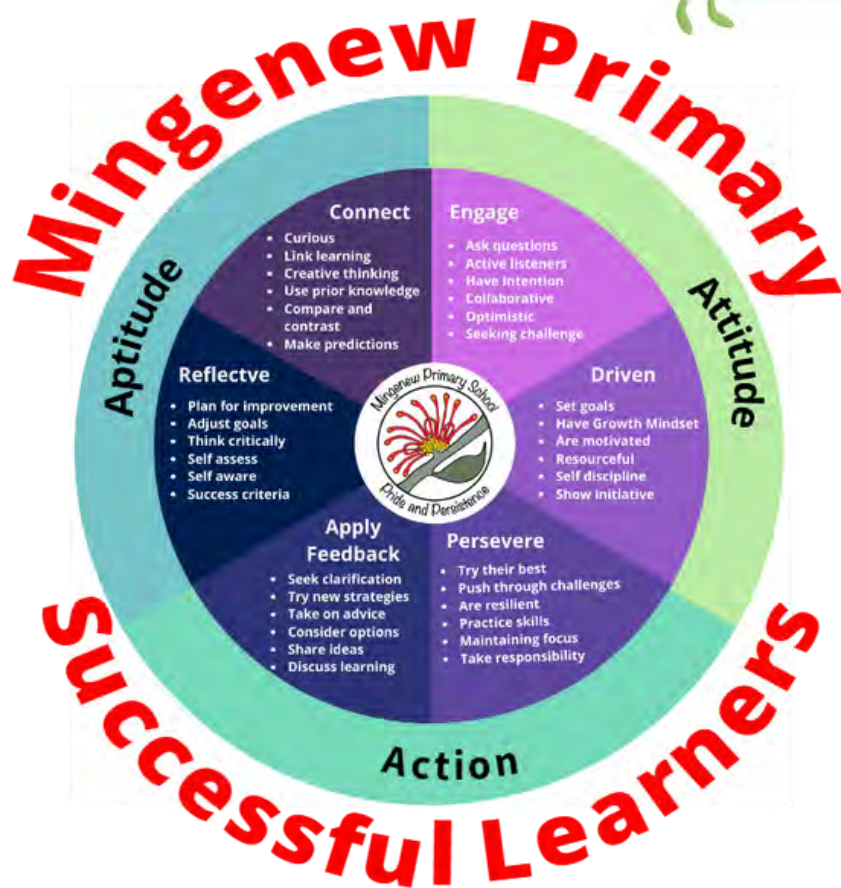 Mingenew Primary
Aptitude
Attitude
Connect
• Curious
• Link learning
• Creative thinking
• Use prior knowledge
• Compare and
contrast
• Make predictions
Engage
• Ask questions
• Active listeners
• Have Intention
• Collaborative
• Optimistic
• Seeking challenge
Reflectve
• Plan for improvement
• Adjust goals
• Think critically
• Self assess
• Self aware
• Success criteria
Mingenew Primary School
Pride and Persistence
Driven
• Set goals
• Have Growth Mindset
• Are motivated
• Resourceful
• Self discipline
• Show initiative
Apply
Feedback
• Seek clarification
• Try new strategies
• Take on advice
• Consider options
• Share ideas
• Discuss learning
Persevere
• Try their best
• Push through challenges
• Are resilient
• Practice skills
• Maintaining focus
• Take responsibility
Action
Successful Learners